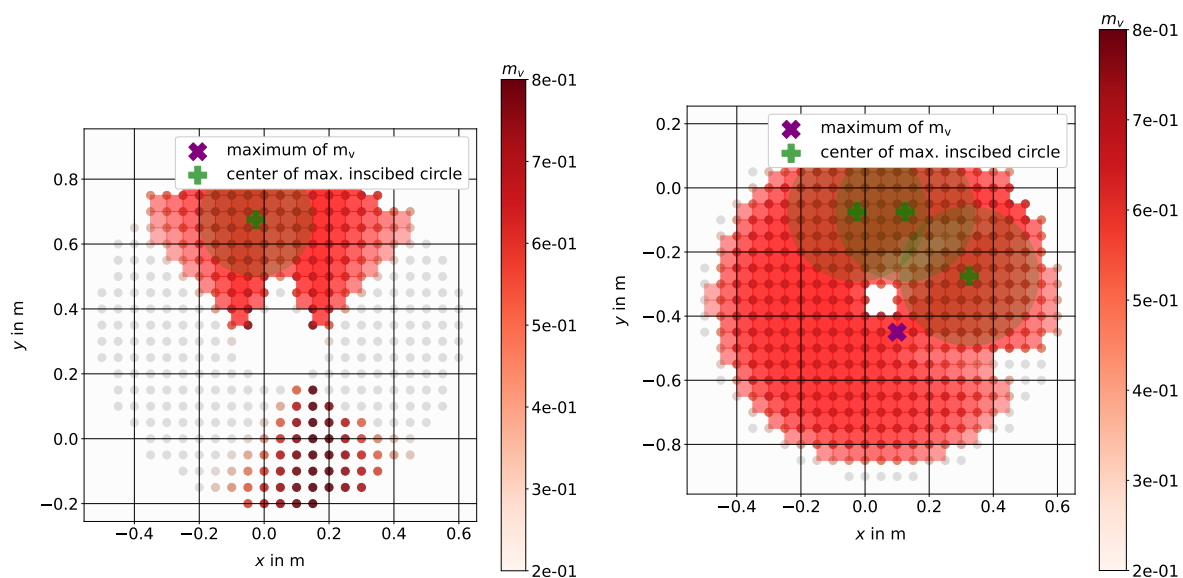 m_v
8e-01
7e-01
6e-01
5e-01
4e-01
3e-01
2e-01
maximum of m_v
center of max. inscibed circle
0.8
0.6
0.4
0.2
0.0
−0.2
y in m
−0.4
−0.2
0.0
0.2
0.4
0.6
x in m
m_v
8e-01
7e-01
6e-01
5e-01
4e-01
3e-01
2e-01
maximum of m_v
center of max. inscibed circle
0.2
0.0
−0.2
−0.4
−0.6
−0.8
y in m
−0.4
−0.2
0.0
0.2
0.4
0.6
x in m